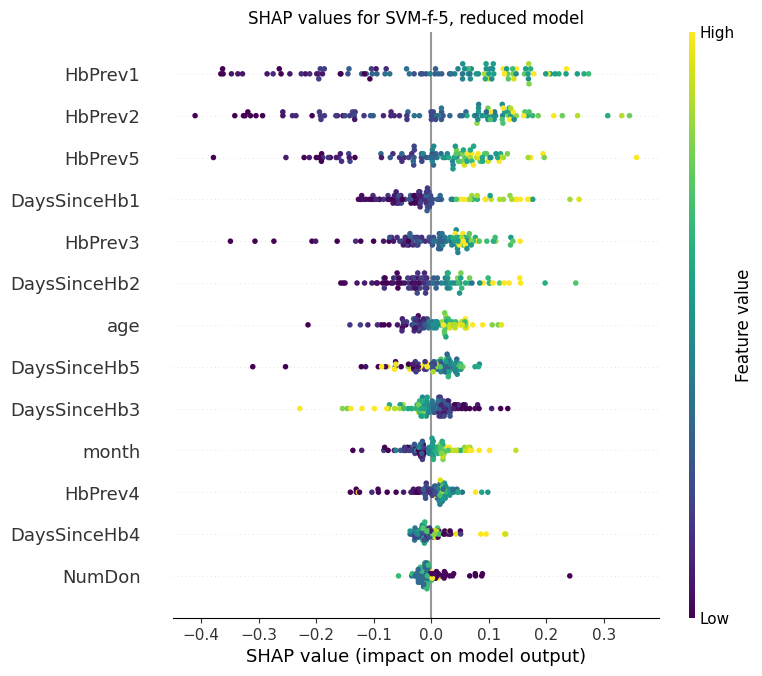 SHAP values for SVM-f-5, reduced model
High
HbPrev1
HbPrev2
HbPrev5
DaysSinceHb1
HbPrev3
DaysSinceHb2
age
DaysSinceHb5
DaysSinceHb3
month
HbPrev4
DaysSinceHb4
NumDon
Feature value
Low
−0.4 −0.3 −0.2 −0.1 0.0 0.1 0.2 0.3
SHAP value (impact on model output)